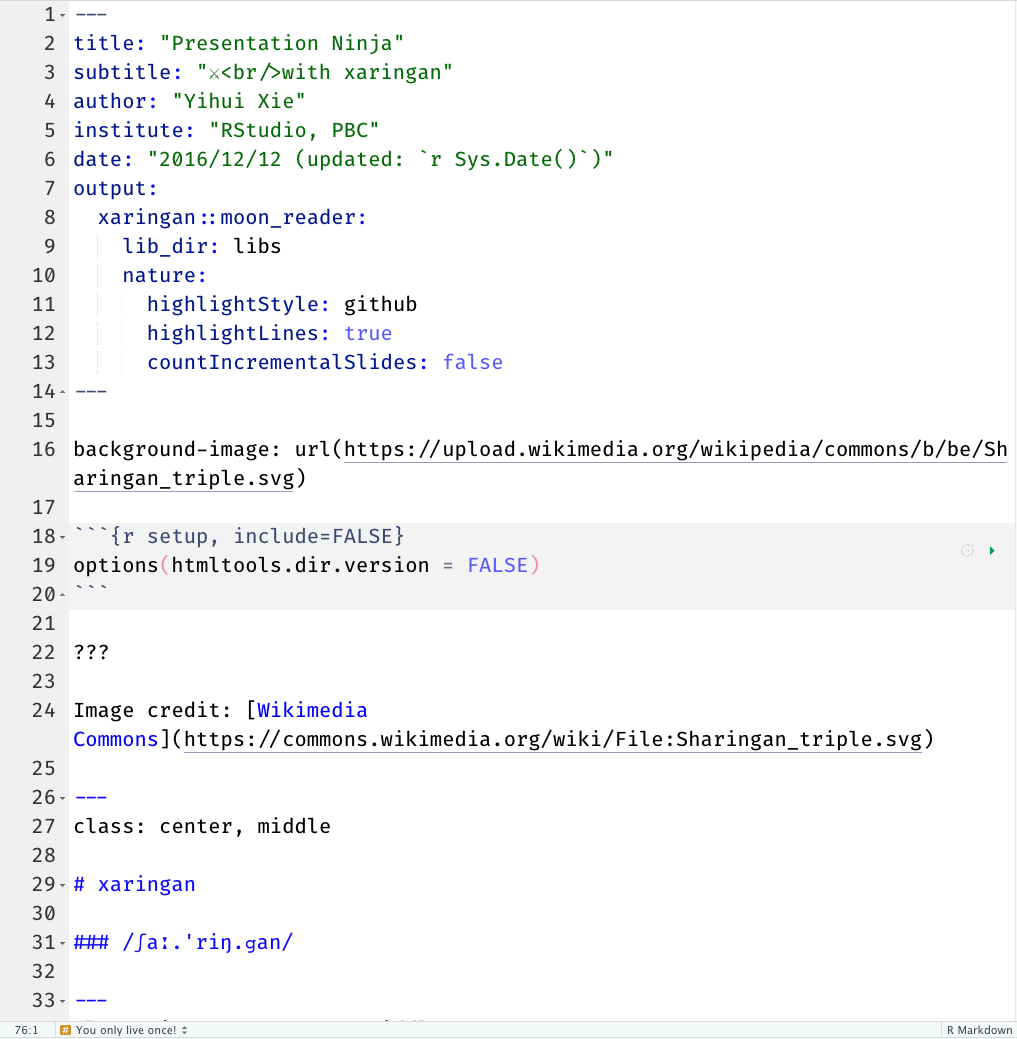 1 ---
2 title: "Presentation Ninja"
3 subtitle: "⚔<br/>with xaringan"
4 author: "Yihui Xie"
5 institute: "RStudio, PBC"
6 date: "2016/12/12 (updated: `r Sys.Date()`)"
7 output:
8   xaringan::moon_reader:
9     lib_dir: libs
10     nature:
11       highlightStyle: github
12       highlightLines: true
13       countIncrementalSlides: false
14 ---
15
16 background-image: url(https://upload.wikimedia.org/wikipedia/commons/b/be/Sh
aringan_triple.svg)
17
18 ```{r setup, include=FALSE}
19 options(htmltools.dir.version = FALSE)
20 ```
21
22 ???
23
24 Image credit: [Wikimedia
Commons](https://commons.wikimedia.org/wiki/File:Sharingan_triple.svg)
25
26 ---
27 class: center, middle
28
29 # xaringan
30
31 ### /ʃaː.'riŋ.ɡan/
32
33 ---
76:1 # You only live once! R Markdown